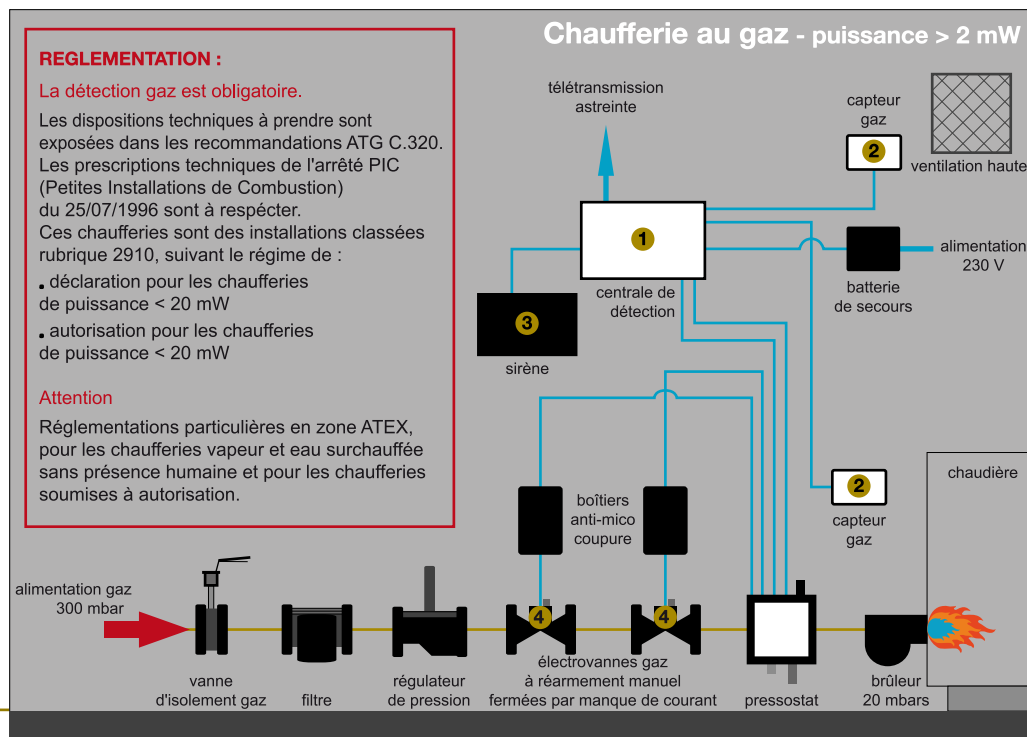 Chaufferie au gaz - puissance > 2 mW
REGLEMENTATION :
La détection gaz est obligatoire.
Les dispositions techniques à prendre sont
exposées dans les recommandations ATG C.320.
Les prescriptions techniques de l'arrêté PIC
(Petites Installations de Combustion)
du 25/07/1996 sont à respécter.
Ces chaufferies sont des installations classées
rubrique 2910, suivant le régime de :
. déclaration pour les chaufferies
de puissance < 20 mW
. autorisation pour les chaufferies
de puissance < 20 mW
Attention
Réglementations particulières en zone ATEX,
pour les chaufferies vapeur et eau surchauffée
sans présence humaine et pour les chaufferies
soumises à autorisation.
télétransmission
astreinte
capteur
gaz
2
ventilation haute
1
centrale de
détection
alimentation
230 V
batterie
de secours
3
sirène
boîtiers
anti-mico
coupure
2
capteur
gaz
chaudière
alimentation gaz
300 mbar
4
4
vanne
d'isolement gaz
filtre
régulateur
de pression
électrovannes gaz
à réarmement manuel
fermées par manque de courant
pressostat
brûleur
20 mbars